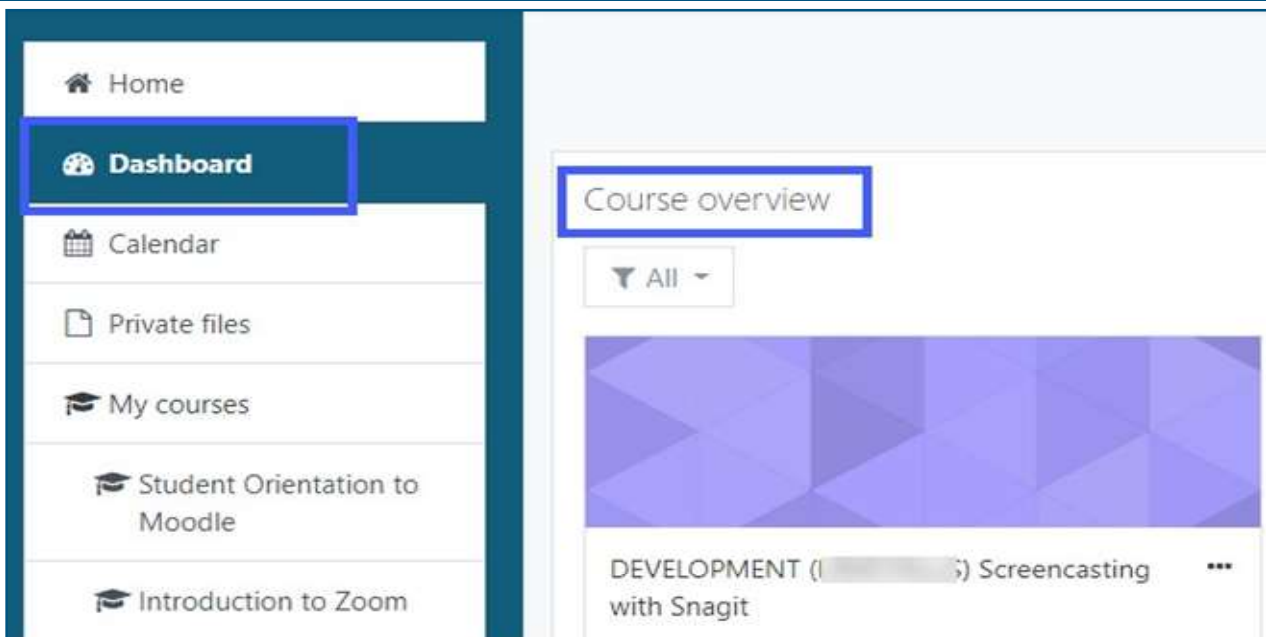 Home
Dashboard
Calendar
Private files
My courses
Student Orientation to
Moodle
Introduction to Zoom
Course overview
All
DEVELOPMENT ( ) Screencasting
with Snagit